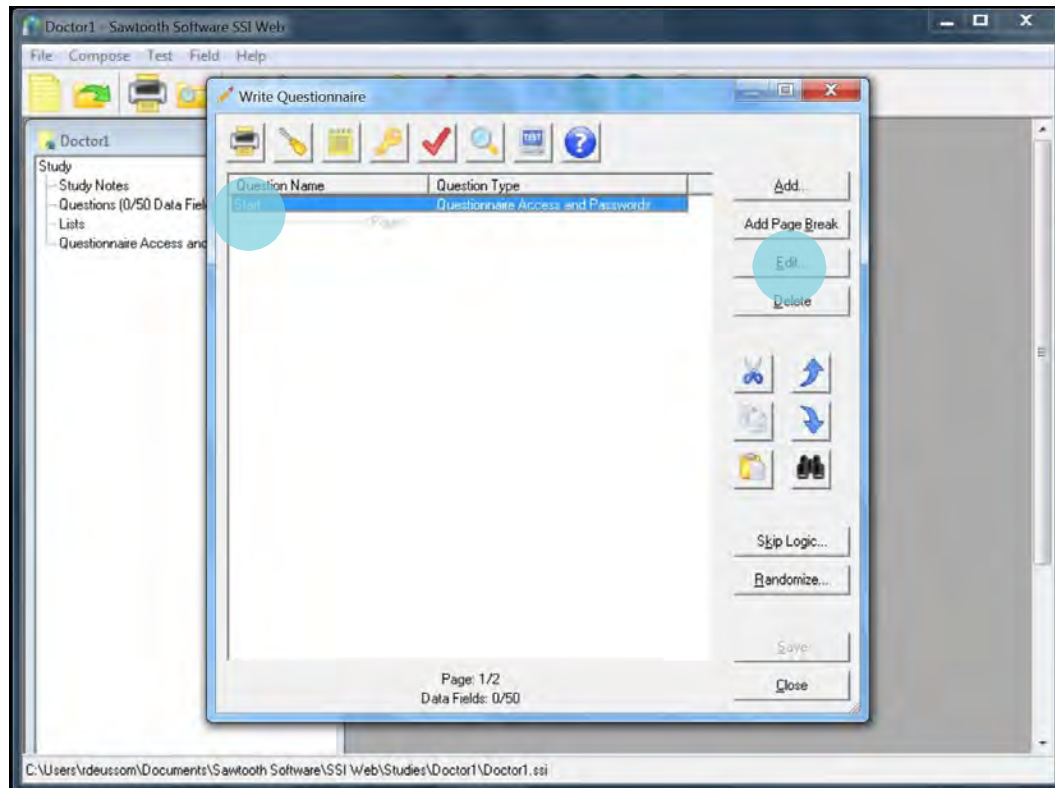 Doctor1 - Sawtooth Software SSI Web
File Compose Test Field Help
Write Questionnaire
Doctor1
Study
Study Notes
Questions (0/50 Data Fiel
Lists
Questionnaire Access and
TEST
Question Name Question Type
Start Questionnaire Access and Passwords
Add...
Add Page Break
Edit...
Delete
Skip Logic...
Randomize...
Save
Close
Page: 1/2
Data Fields: 0/50
C:\Users\rdeussom\Documents\Sawtooth Software\SSI Web\Studies\Doctor1\Doctor1.ssi